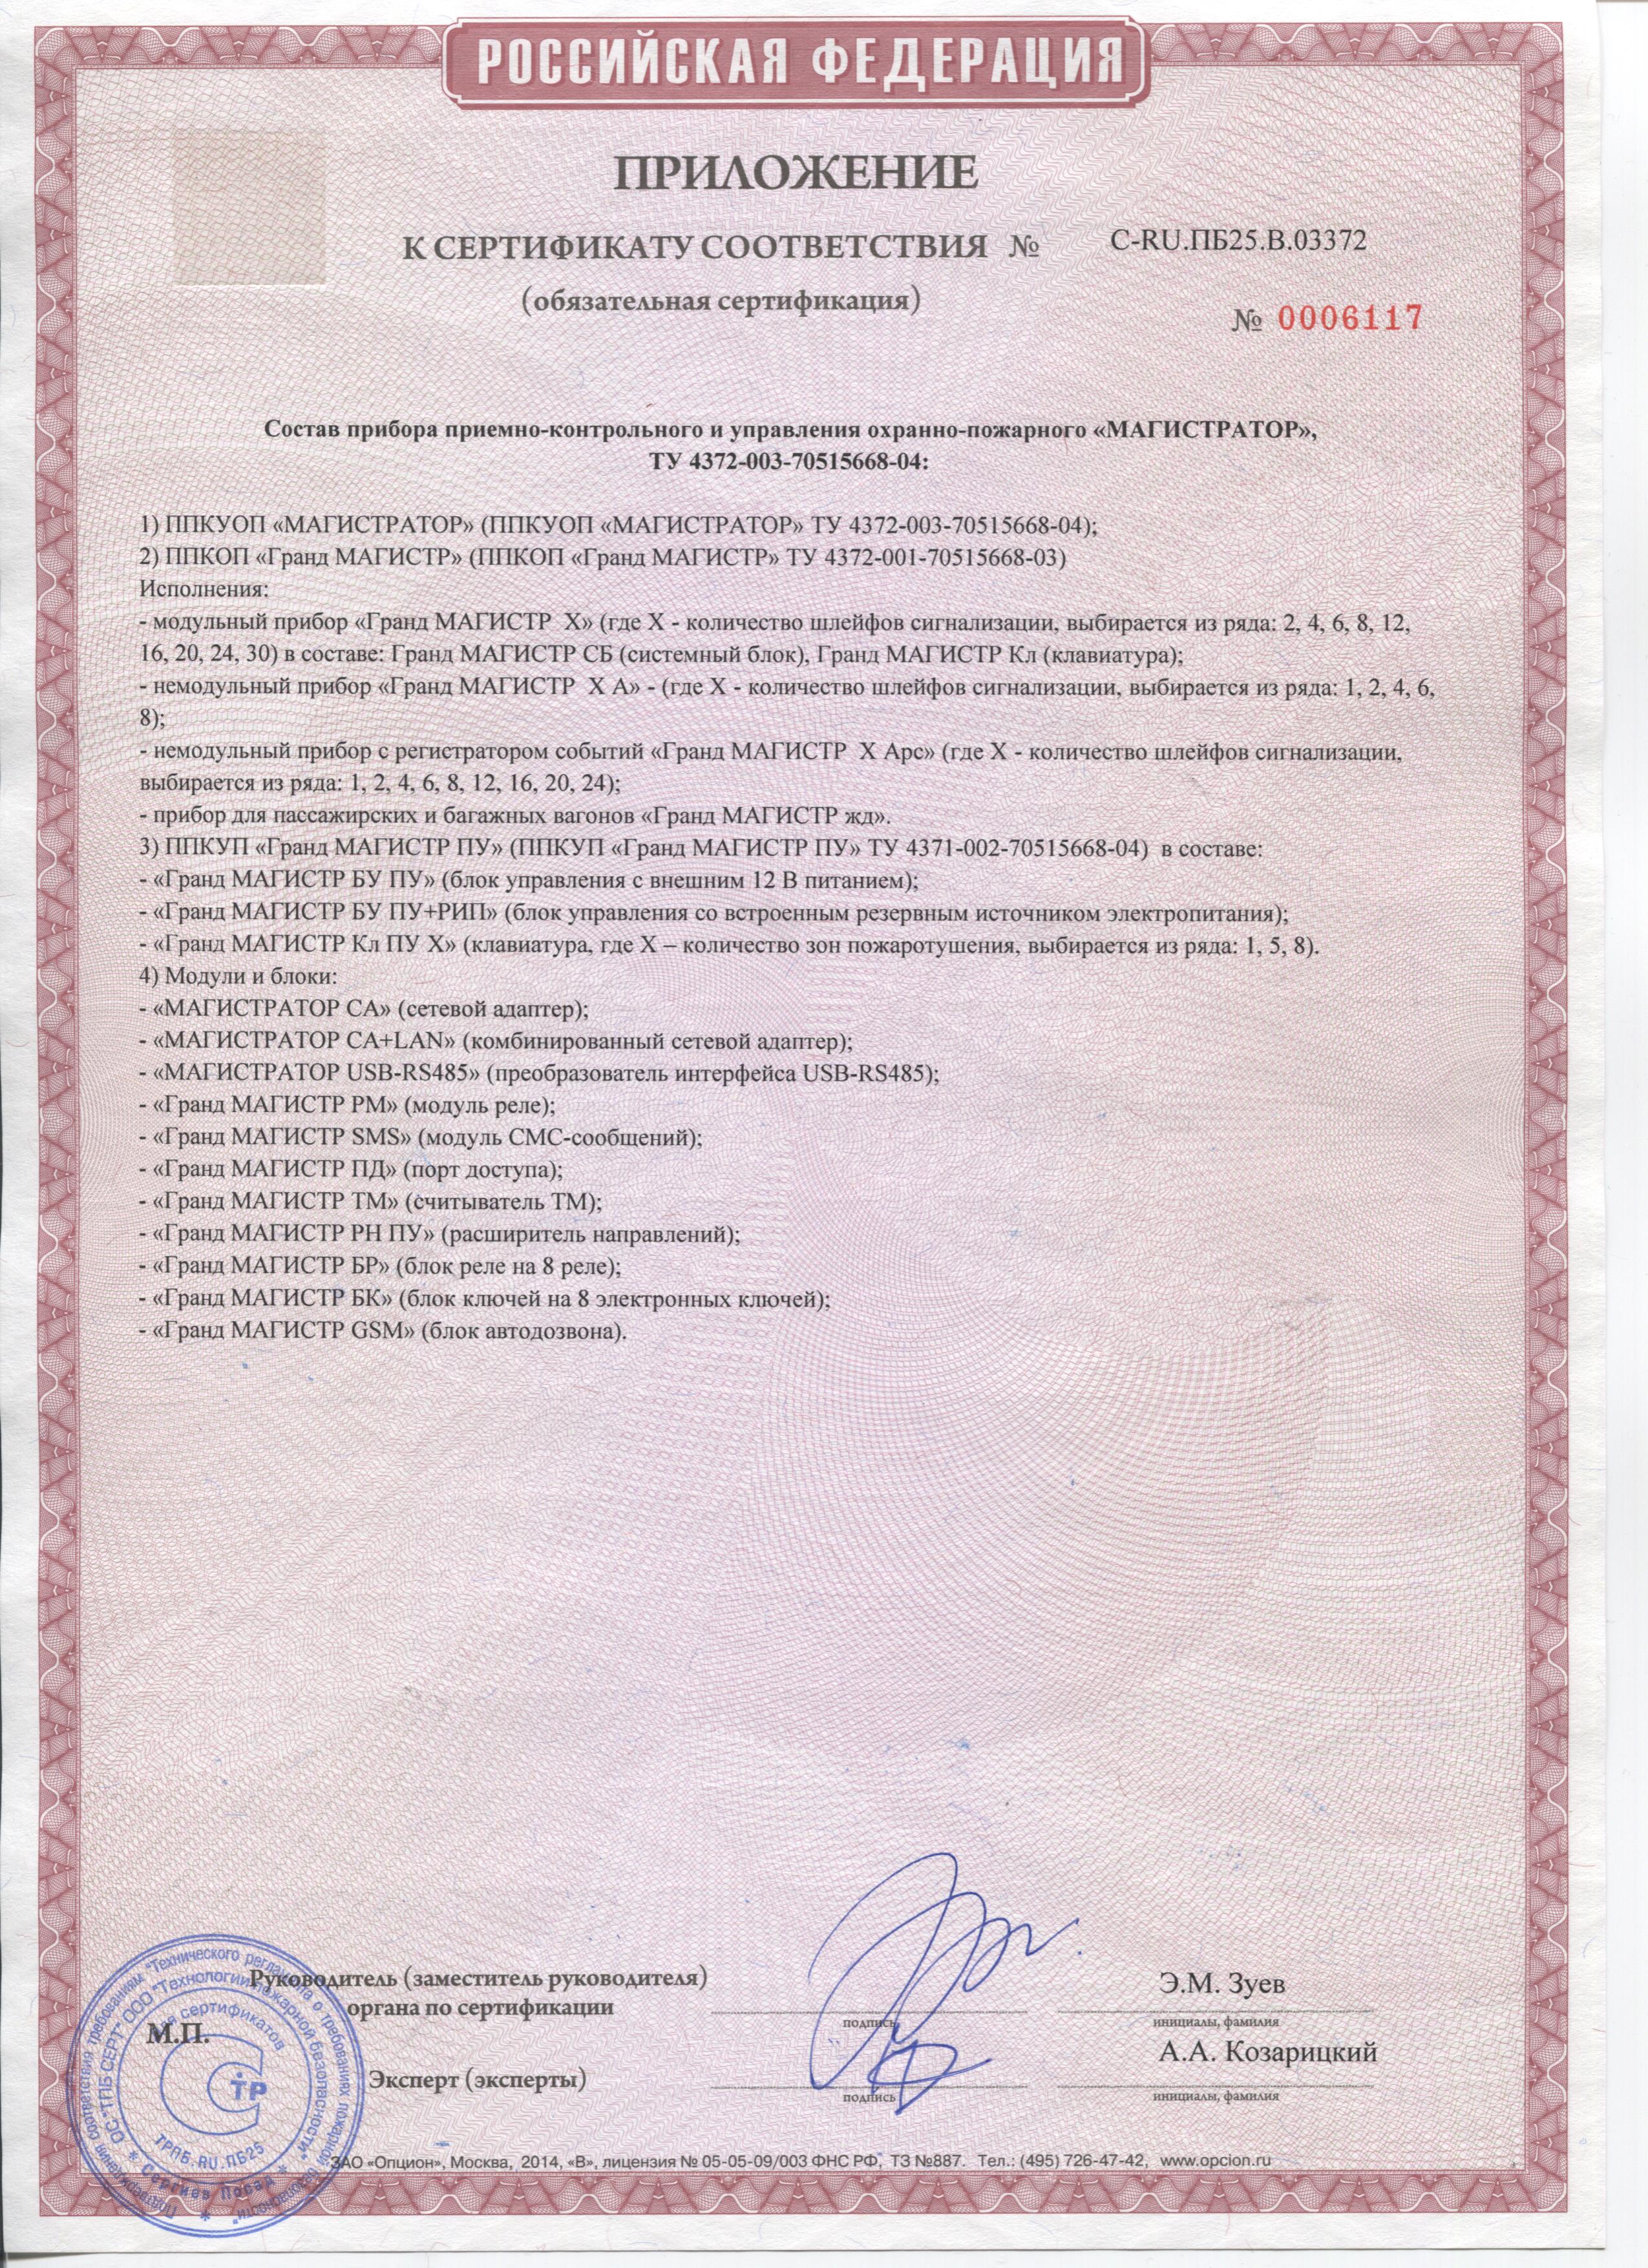 РОССИЙСКАЯ ФЕДЕРАЦИЯ
ПРИЛОЖЕНИЕ
К СЕРТИФИКАТУ СООТВЕТСТВИЯ № С-RU.ПБ25.В.03372
(обязательная сертификация)
№ 0006117
Состав прибора приемно-контрольного и управления охранно-пожарного «МАГИСТРАТОР»,
ТУ 4372-003-70515668-04:
1) ППКУОП «МАГИСТРАТОР» (ППКУОП «МАГИСТРАТОР» ТУ 4372-003-70515668-04);
2) ППКОП «Гранд МАГИСТР» (ППКОП «Гранд МАГИСТР» ТУ 4372-001-70515668-03)
Исполнения:
- модульный прибор «Гранд МАГИСТР Х» (где Х - количество шлейфов сигнализации, выбирается из ряда: 2, 4, 6, 8, 12,
16, 20, 24, 30) в составе: Гранд МАГИСТР СБ (системный блок), Гранд МАГИСТР Кл (клавиатура);
- немодульный прибор «Гранд МАГИСТР Х А» - (где Х - количество шлейфов сигнализации, выбирается из ряда: 1, 2, 4, 6,
8);
- немодульный прибор с регистратором событий «Гранд МАГИСТР Х Арс» (где Х - количество шлейфов сигнализации,
выбирается из ряда: 1, 2, 4, 6, 8, 12, 16, 20, 24);
- прибор для пассажирских и багажных вагонов «Гранд МАГИСТР жд».
3) ППКУП «Гранд МАГИСТР ПУ» (ППКУП «Гранд МАГИСТР ПУ» ТУ 4371-002-70515668-04) в составе:
- «Гранд МАГИСТР БУ ПУ» (блок управления с внешним 12 В питанием);
- «Гранд МАГИСТР БУ ПУ+РИП» (блок управления со встроенным резервным источником электропитания);
- «Гранд МАГИСТР Кл ПУ Х» (клавиатура, где Х – количество зон пожаротушения, выбирается из ряда: 1, 5, 8).
4) Модули и блоки:
- «МАГИСТРАТОР СА» (сетевой адаптер);
- «МАГИСТРАТОР СА+LAN» (комбинированный сетевой адаптер);
- «МАГИСТРАТОР USB-RS485» (преобразователь интерфейса USB-RS485);
- «Гранд МАГИСТР РМ» (модуль реле);
- «Гранд МАГИСТР SMS» (модуль СМС-сообщений);
- «Гранд МАГИСТР ПД» (порт доступа);
- «Гранд МАГИСТР ТМ» (считыватель ТМ);
- «Гранд МАГИСТР РН ПУ» (расширитель направлений);
- «Гранд МАГИСТР БР» (блок реле на 8 реле);
- «Гранд МАГИСТР БК» (блок ключей на 8 электронных ключей);
- «Гранд МАГИСТР GSM» (блок автодозвона).
Руководитель (заместитель руководителя)
органа по сертификации
Э.М. Зуев
подпись
инициалы, фамилия
М.П.
Эксперт (эксперты)
А.А. Козарицкий
подпись
инициалы, фамилия
соответствия требованиям "Технического регламента о требованиях пожарной безопасности"
ОС "ТПБ СЕРТ" ООО "Технологии пожарной безопасности"
сертификатов
СТР
ТРПБ.RU.ПБ25
* Сергиев Посад *
ЗАО «Опцион», Москва, 2014, «В», лицензия № 05-05-09/003 ФНС РФ, ТЗ №887. Тел.: (495) 726-47-42, www.opcion.ru